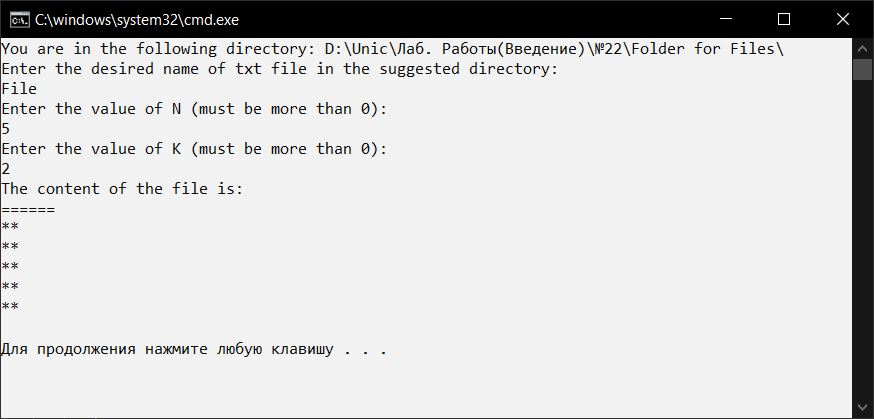 C:\windows\system32\cmd.exe
You are in the following directory: D:\Unic\Лаб. Работы(Введение)\№22\Folder for Files\
Enter the desired name of txt file in the suggested directory:
File
Enter the value of N (must be more than 0):
5
Enter the value of K (must be more than 0):
2
The content of the file is:
======
**
**
**
**
**
Для продолжения нажмите любую клавишу . . .